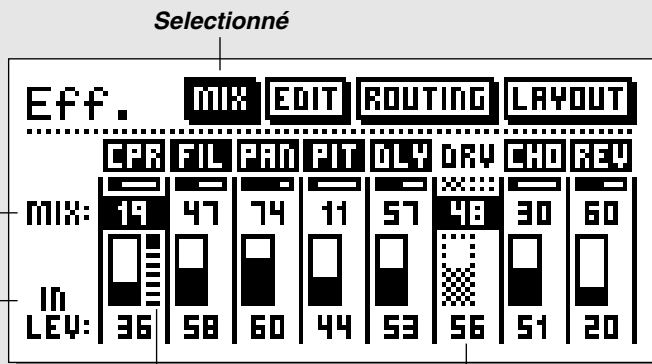 Selectionné
Eff. MIX EDIT ROUTING LAYOUT
CPR FIL PAN PIT DLY DRV CHO REV
MIX: 19 47 74 11 57 48 30 60
IN
LEV: 36 58 60 44 53 56 51 20